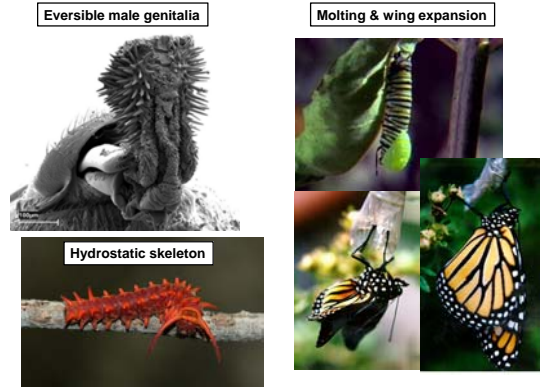 Eversible male genitalia
Molting & wing expansion
Hydrostatic skeleton